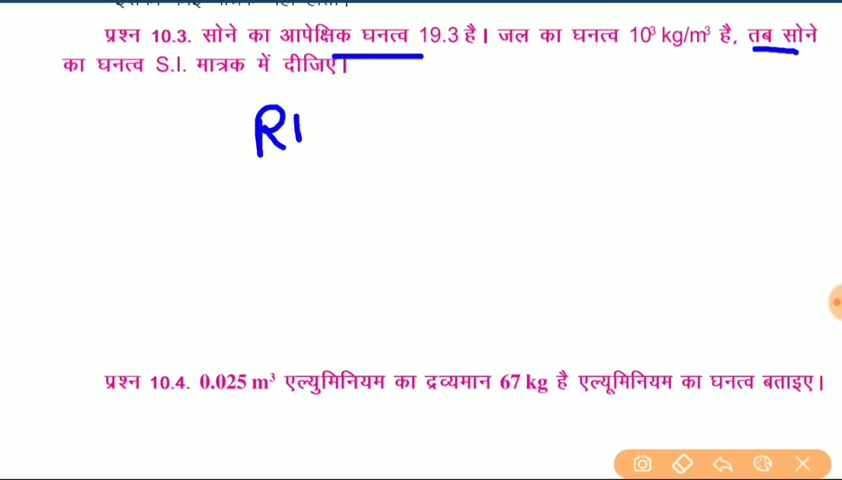 प्रश्न 10.3. सोने का आपेक्षिक घनत्व 19.3 है। जल का घनत्व 10³ kg/m³ है, तब सोने
का घनत्व S.I. मात्रक में दीजिए।
प्रश्न 10.4. 0.025 m³ एल्युमिनियम का द्रव्यमान 67 kg है एल्यूमिनियम का घनत्व बताइए।